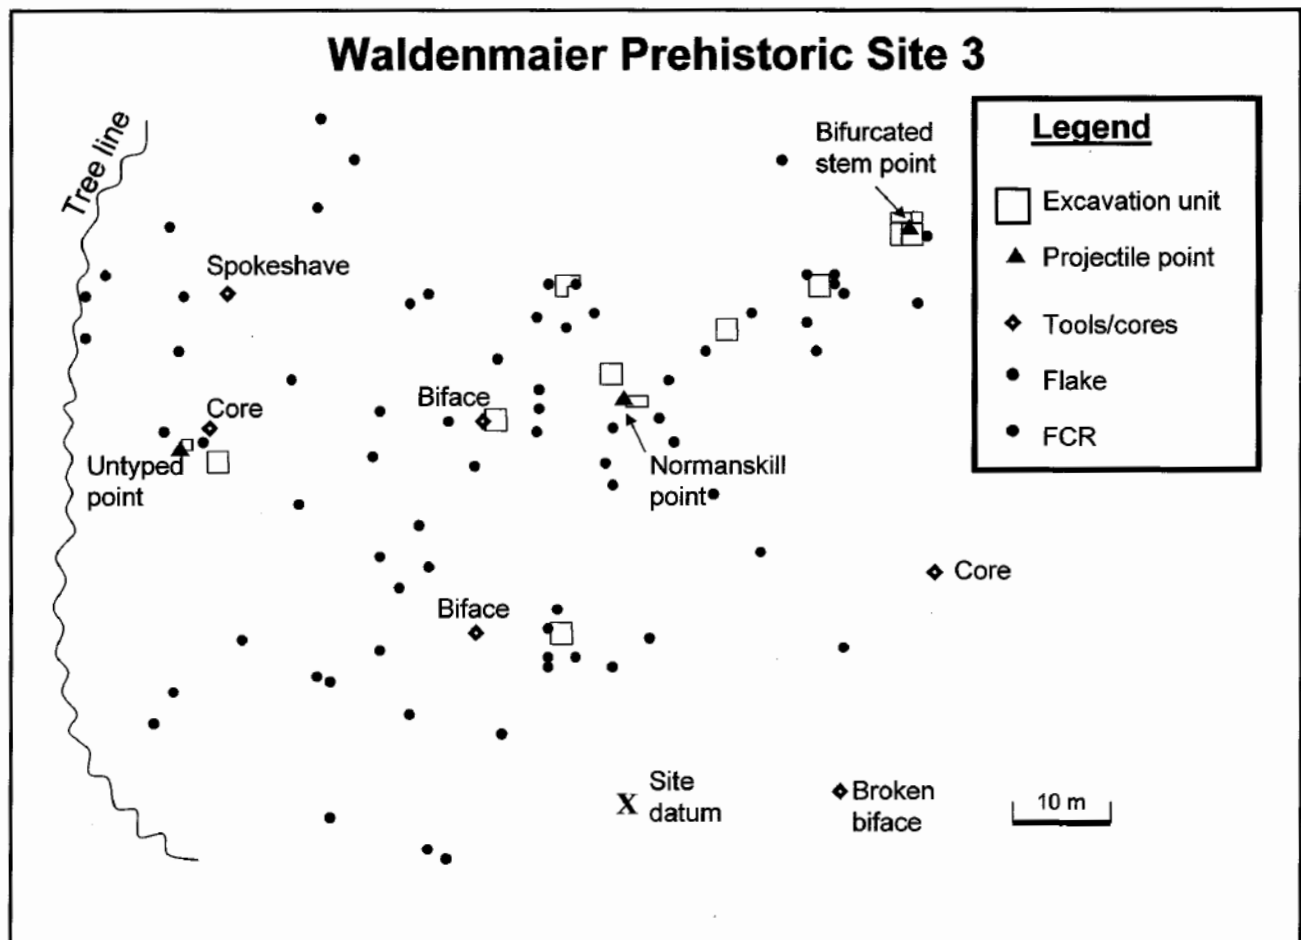 Waldenmaier Prehistoric Site 3
Tree line
Bifurcated
stem point
Legend
Excavation unit
Projectile point
Tools/cores
Flake
FCR
Spokeshave
Core
Biface
Untyped
point
Normanskill
point
Core
Biface
X
Site
datum
Broken
biface
10 m